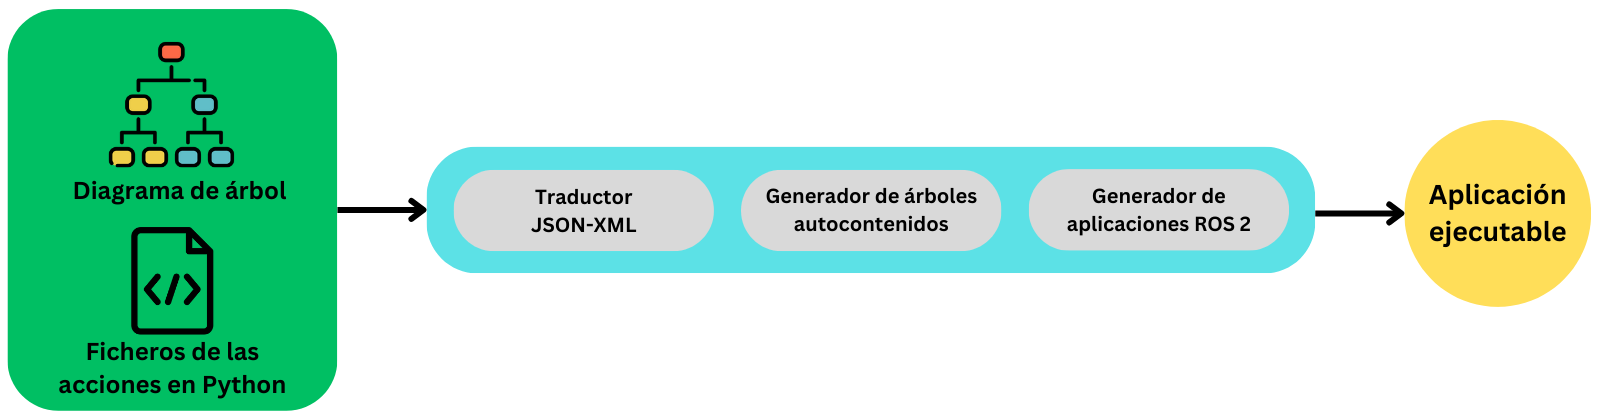 Diagrama de árbol
</>
Ficheros de las
acciones en Python
Traductor
JSON-XML
Generador de árboles
autocontenidos
Generador de
aplicaciones ROS 2
Aplicación
ejecutable